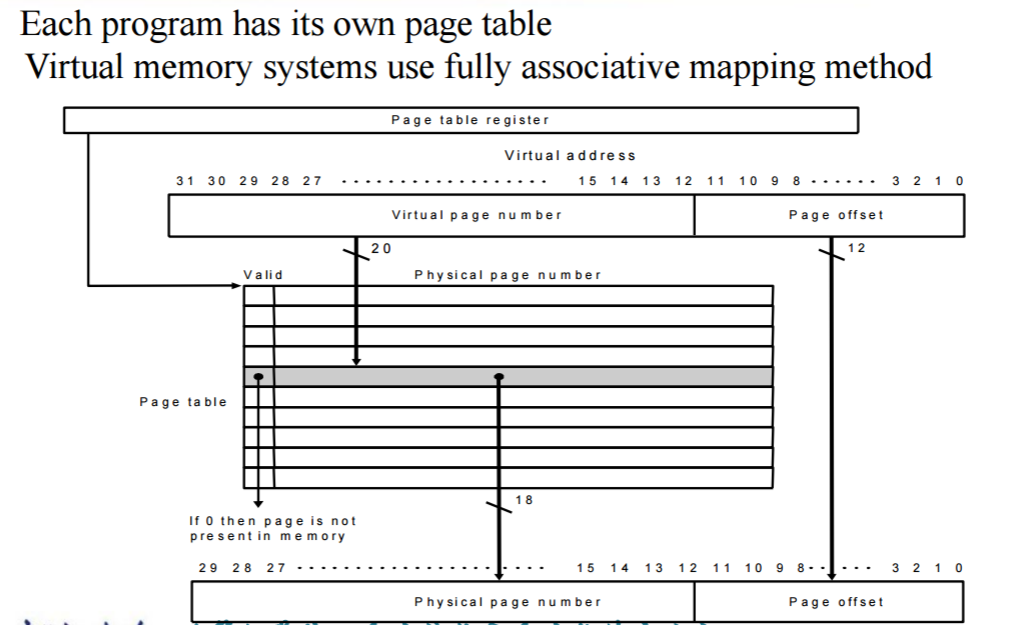 Each program has its own page table
Virtual memory systems use fully associative mapping method
Page table register
Virtual address
31 30 29 28 27 ··················· 15 14 13 12 11 10 9 8 ······ 3 2 1 0
Virtual page number Page offset
20 12
Valid Physical page number
Page table
18
If 0 then page is not
present in memory
29 28 27 ························ 15 14 13 12 11 10 9 8 ······ 3 2 1 0
Physical page number Page offset